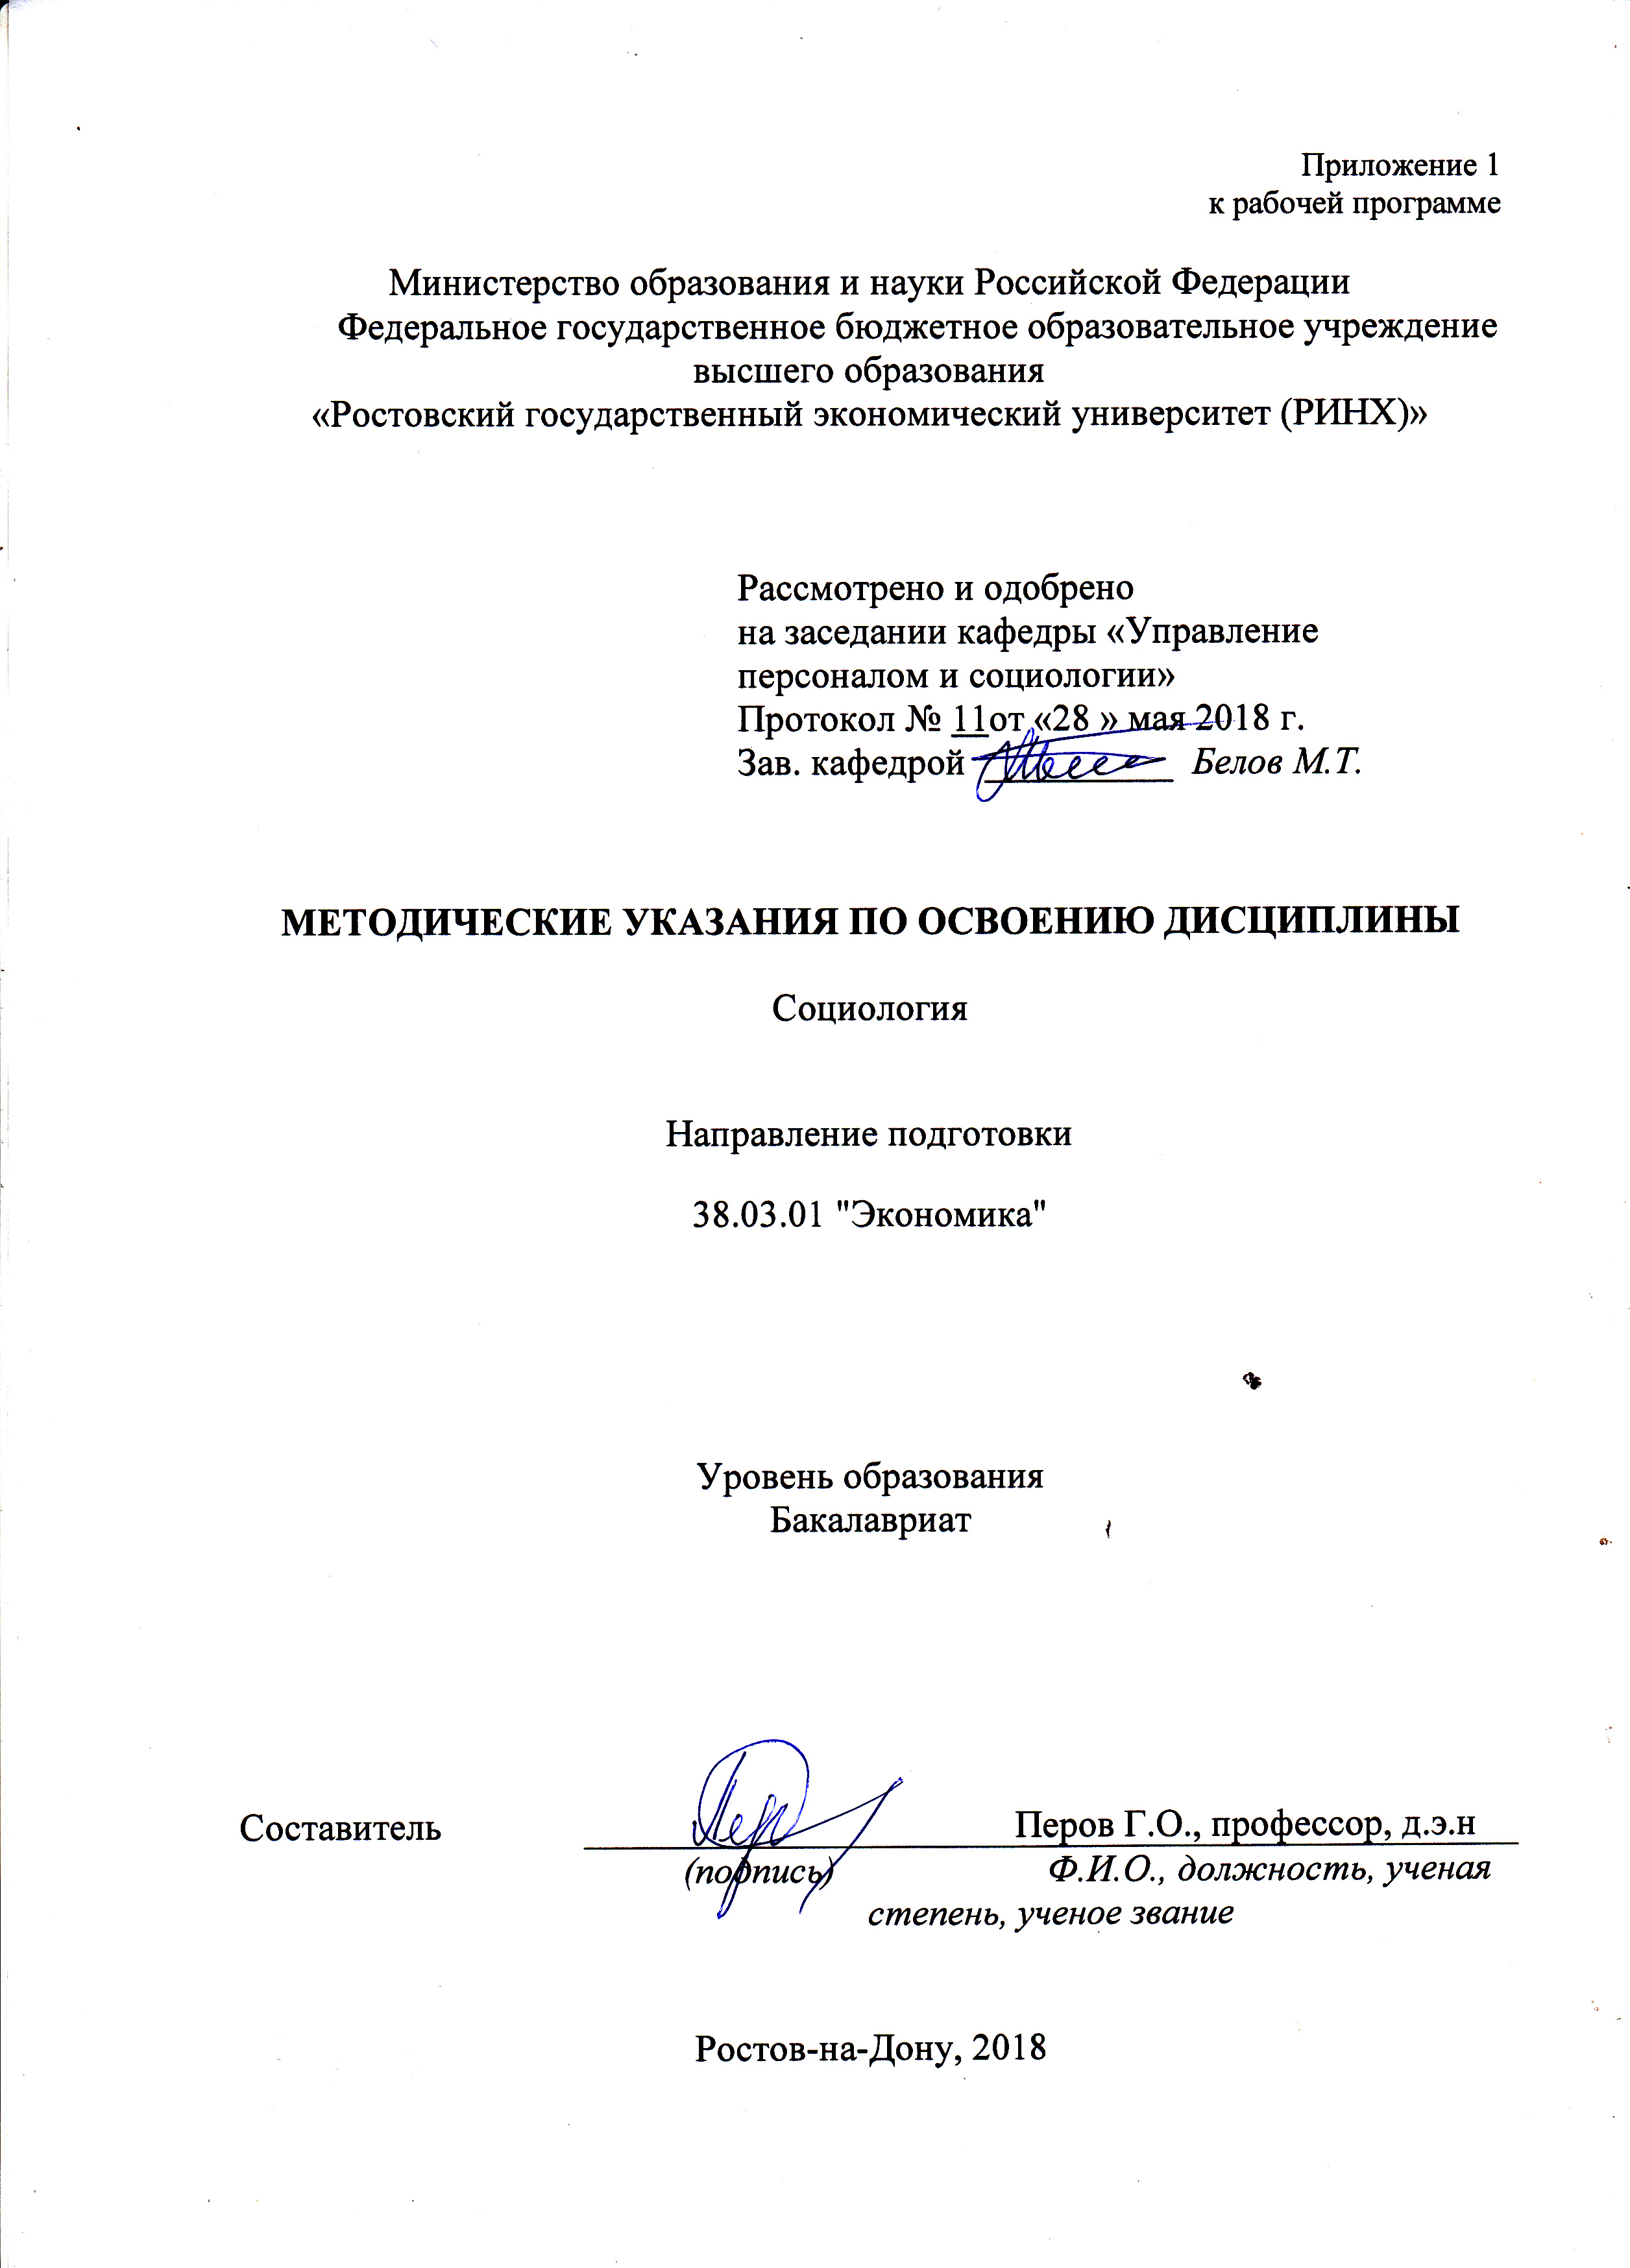 Приложение 1
к рабочей программе
Министерство образования и науки Российской Федерации
Федеральное государственное бюджетное образовательное учреждение
высшего образования
«Ростовский государственный экономический университет (РИНХ)»
Рассмотрено и одобрено
на заседании кафедры «Управление
персоналом и социологии»
Протокол № 11от «28 » мая 2018 г.
Зав. кафедрой Белов М.Т.
МЕТОДИЧЕСКИЕ УКАЗАНИЯ ПО ОСВОЕНИЮ ДИСЦИПЛИНЫ
Социология
Направление подготовки
38.03.01 "Экономика"
Уровень образования
Бакалавриат
Составитель Перов Г.О., профессор, д.э.н
(подпись) Ф.И.О., должность, ученая
степень, ученое звание
Ростов-на-Дону, 2018